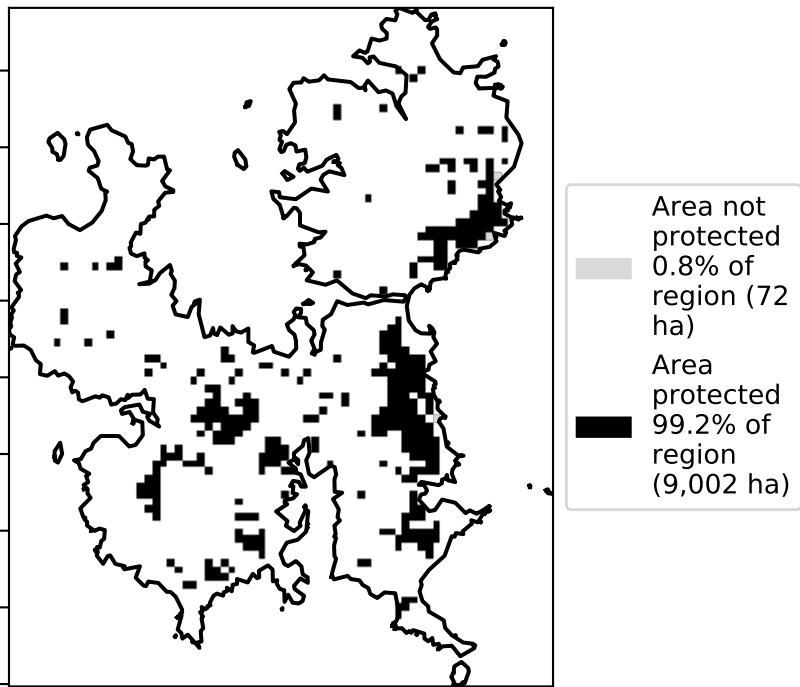 Area not
protected
0.8% of
region (72
ha)
Area
protected
99.2% of
region
(9,002 ha)